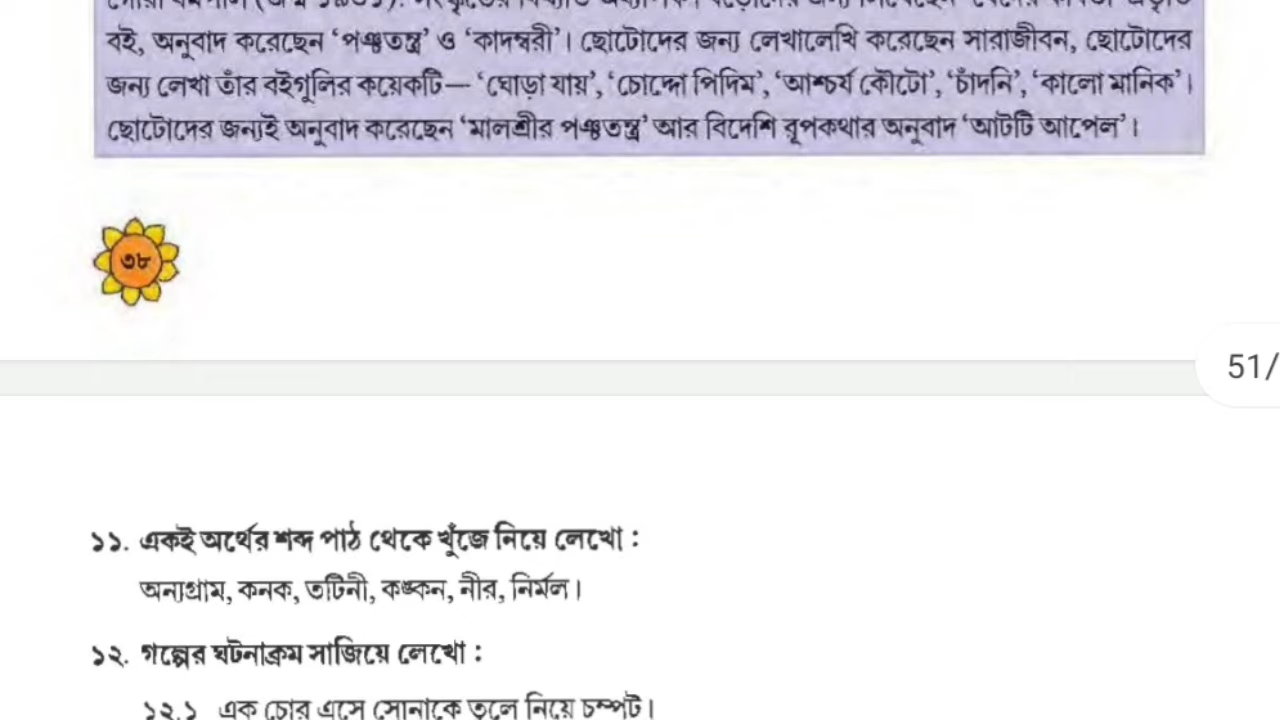 বই, অনুবাদ করেছেন ‘পঞ্চতন্ত্র’ ও ‘কাদম্বরী’। ছোটোদের জন্য লেখালেখি করেছেন সারাজীবন, ছোটোদের
জন্য লেখা তাঁর বইগুলির কয়েকটি— ‘ঘোড়া যায়’, ‘চোদ্দো পিদিম’, ‘আশ্চর্য কৌটো’, ‘চাঁদনি’, ‘কালো মানিক’।
ছোটোদের জন্যই অনুবাদ করেছেন ‘মালশ্রীর পঞ্চতন্ত্র’ আর বিদেশি রূপকথার অনুবাদ ‘আটটি আপেল’।
৩৮
51/
১১. একই অর্থের শব্দ পাঠ থেকে খুঁজে নিয়ে লেখো :
অন্যগ্রাম, কনক, তটিনী, কঙ্কন, নীর, নির্মল।
১২. গল্পের ঘটনাক্রম সাজিয়ে লেখো :
১২.১ এক চোর এসে সোনাকে তুলে নিয়ে চম্পট।